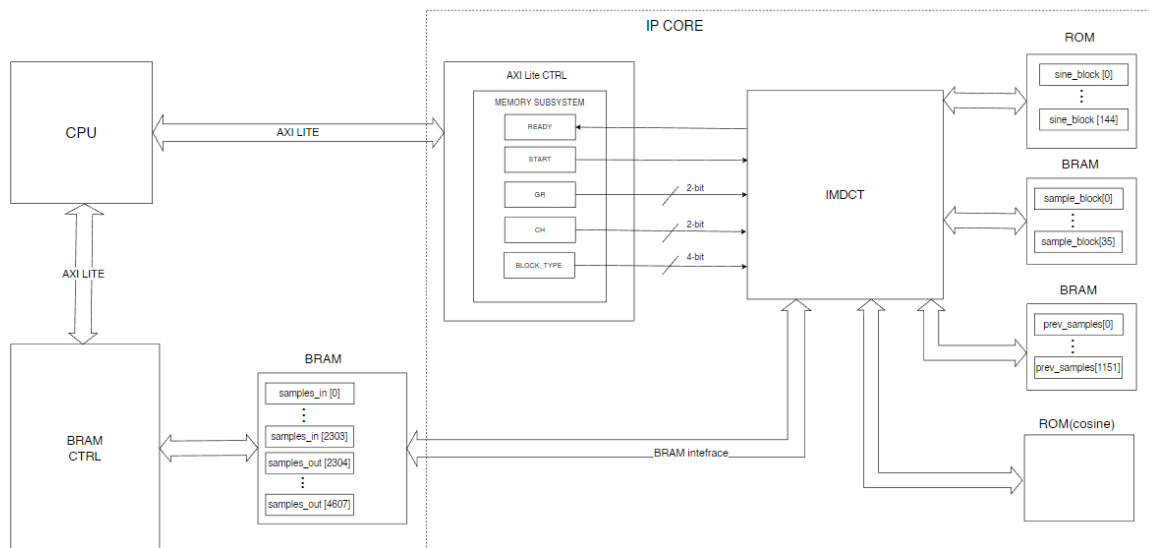 IP CORE
CPU
AXI LITE
AXI LITE
BRAM
CTRL
BRAM
samples_in [0]
samples_in [2303]
samples_out [2304]
samples_out [4607]
BRAM intefrace
AXI Lite CTRL
MEMORY SUBSYSTEM
READY
START
GR
CH
BLOCK_TYPE
2-bit
2-bit
4-bit
IMDCT
ROM
sine_block [0]
sine_block [144]
BRAM
sample_block[0]
sample_block[35]
BRAM
prev_samples[0]
prev_samples[1151]
ROM(cosine)